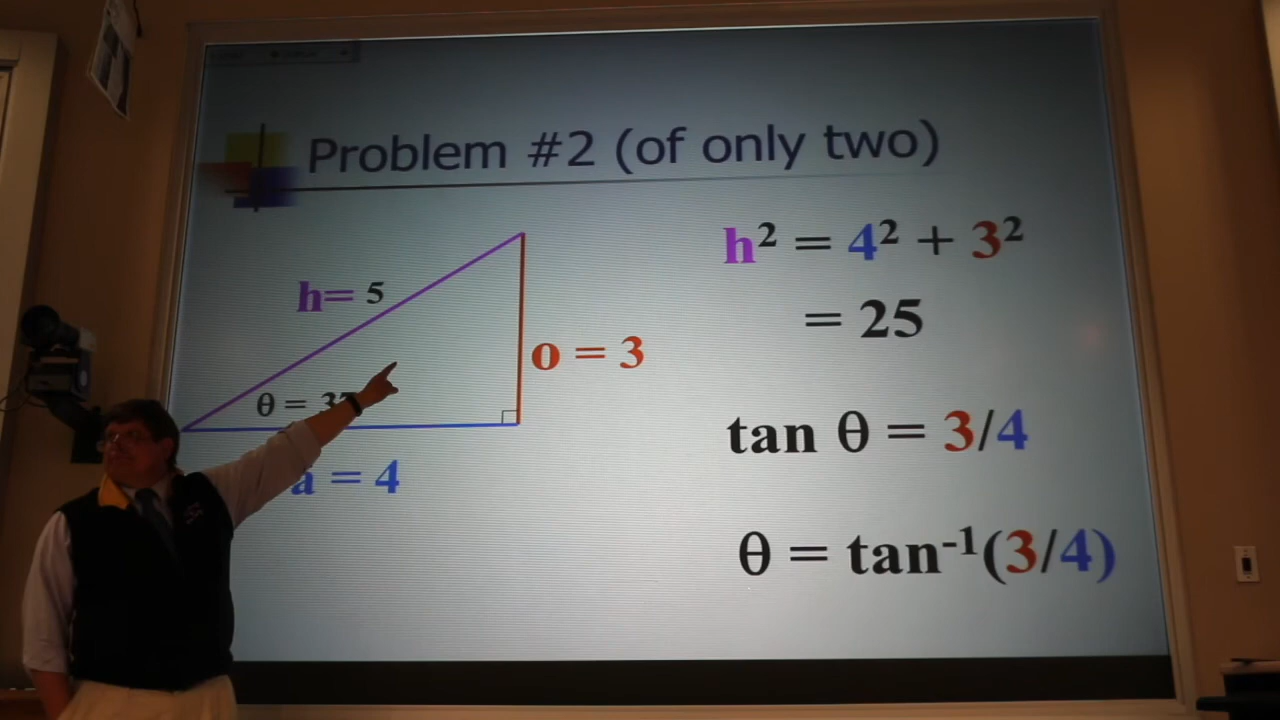 Problem #2 (of only two)
h= 5
o = 3
θ = 37
a = 4
h² = 4² + 3²
= 25
tan θ = 3/4
θ = tan⁻¹(3/4)